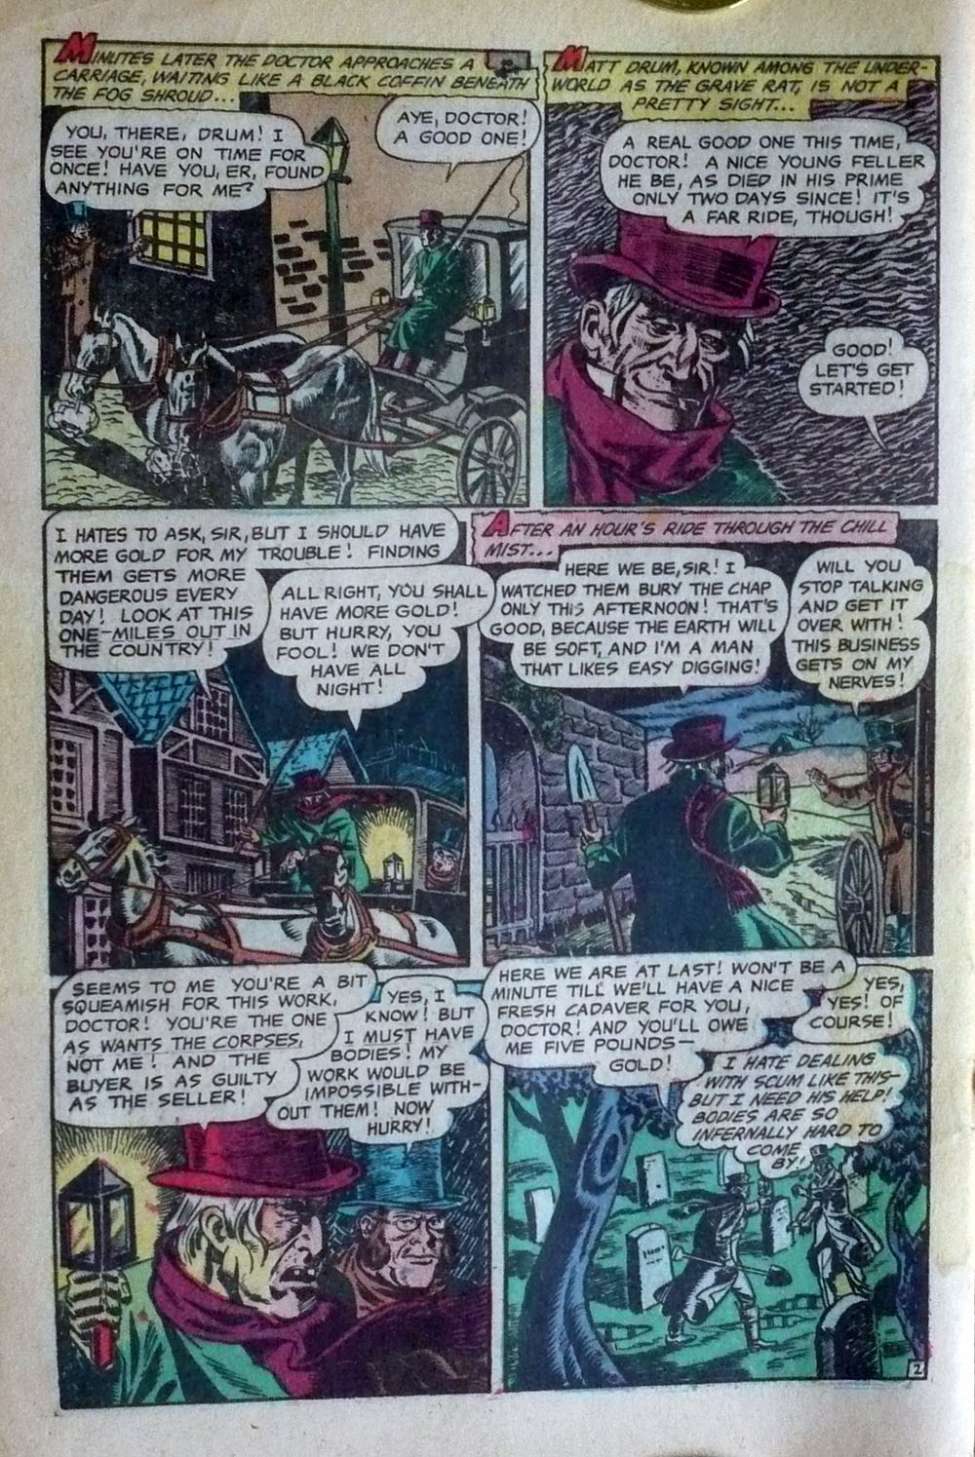 MINUTES LATER THE DOCTOR APPROACHES A
CARRIAGE, WAITING LIKE A BLACK COFFIN BENEATH
THE FOG SHROUD...
YOU, THERE, DRUM! I
SEE YOU'RE ON TIME FOR
ONCE! HAVE YOU, ER, FOUND
ANYTHING FOR ME?
AYE, DOCTOR!
A GOOD ONE!
MATT DRUM, KNOWN AMONG THE UNDER-
WORLD AS THE GRAVE RAT, IS NOT A
PRETTY SIGHT...
A REAL GOOD ONE THIS TIME,
DOCTOR! A NICE YOUNG FELLER
HE BE, AS DIED IN HIS PRIME
ONLY TWO DAYS SINCE! IT'S
A FAR RIDE, THOUGH!
GOOD!
LET'S GET
STARTED!
I HATES TO ASK, SIR, BUT I SHOULD HAVE
MORE GOLD FOR MY TROUBLE! FINDING
THEM GETS MORE
DANGEROUS EVERY
DAY! LOOK AT THIS
ONE-MILES OUT IN
THE COUNTRY!
ALL RIGHT, YOU SHALL
HAVE MORE GOLD!
BUT HURRY, YOU
FOOL! WE DON'T
HAVE ALL
NIGHT!
AFTER AN HOUR'S RIDE THROUGH THE CHILL
MIST...
HERE WE BE, SIR! I
WATCHED THEM BURY THE CHAP
ONLY THIS AFTERNOON! THAT'S
GOOD, BECAUSE THE EARTH WILL
BE SOFT, AND I'M A MAN
THAT LIKES EASY DIGGING!
WILL YOU
STOP TALKING
AND GET IT
OVER WITH!
THIS BUSINESS
GETS ON MY
NERVES!
SEEMS TO ME YOU'RE A BIT
SQUEAMISH FOR THIS WORK,
DOCTOR! YOU'RE THE ONE
AS WANTS THE CORPSES,
NOT ME! AND THE
BUYER IS AS GUILTY
AS THE SELLER!
YES, I
KNOW! BUT
I MUST HAVE
BODIES! MY
WORK WOULD BE
IMPOSSIBLE WITH-
OUT THEM! NOW
HURRY!
HERE WE ARE AT LAST! WON'T BE A
MINUTE TILL WE'LL HAVE A NICE
FRESH CADAVER FOR YOU,
DOCTOR! AND YOU'LL OWE
ME FIVE POUNDS—
GOLD!
YES,
YES! OF
COURSE!
I HATE DEALING
WITH SCUM LIKE THIS-
BUT I NEED HIS HELP!
BODIES ARE SO
INFERNALLY HARD TO
COME
BY!
2